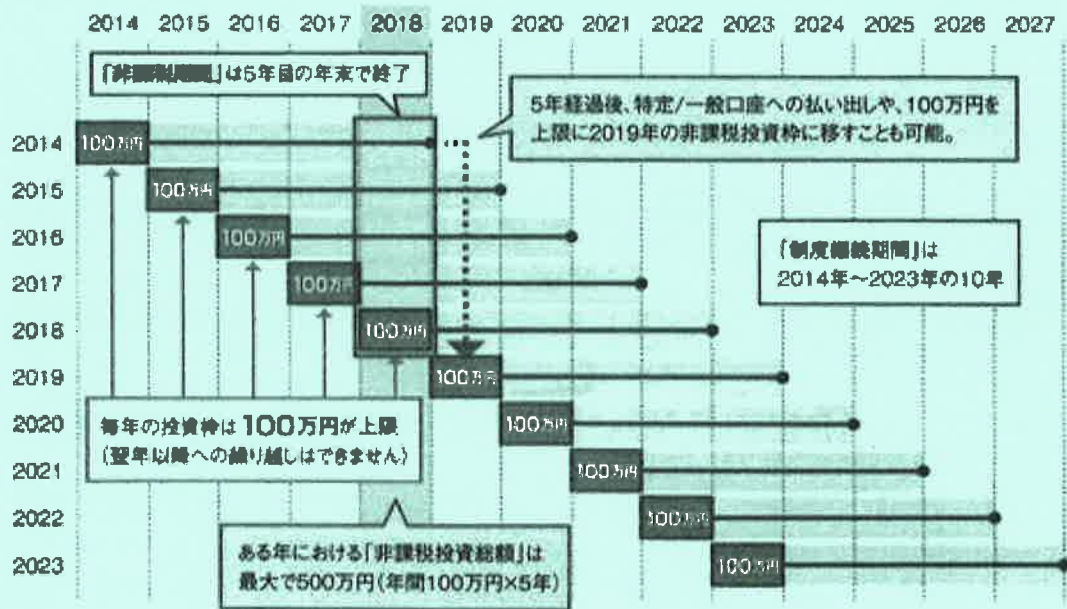 2014 2015 2016 2017 2018 2019 2020 2021 2022 2023 2024 2025 2026 2027
「非課税期間」は5年目の年末で終了
5年経過後、特定/一般口座への払い出しや、100万円を
上限に2019年の非課税投資枠に移すことも可能。
2014 100万円
2015 100万円
2016 100万円
「制度継続期間」は
2014年～2023年の10年
2017 100万円
2018 100万円
2019 100万円
毎年の投資枠は100万円が上限
(翌年以降への繰り越しはできません)
2020 100万円
2021 100万円
2022 100万円
ある年における「非課税投資総額」は
最大で500万円(年間100万円×5年)
2023 100万円